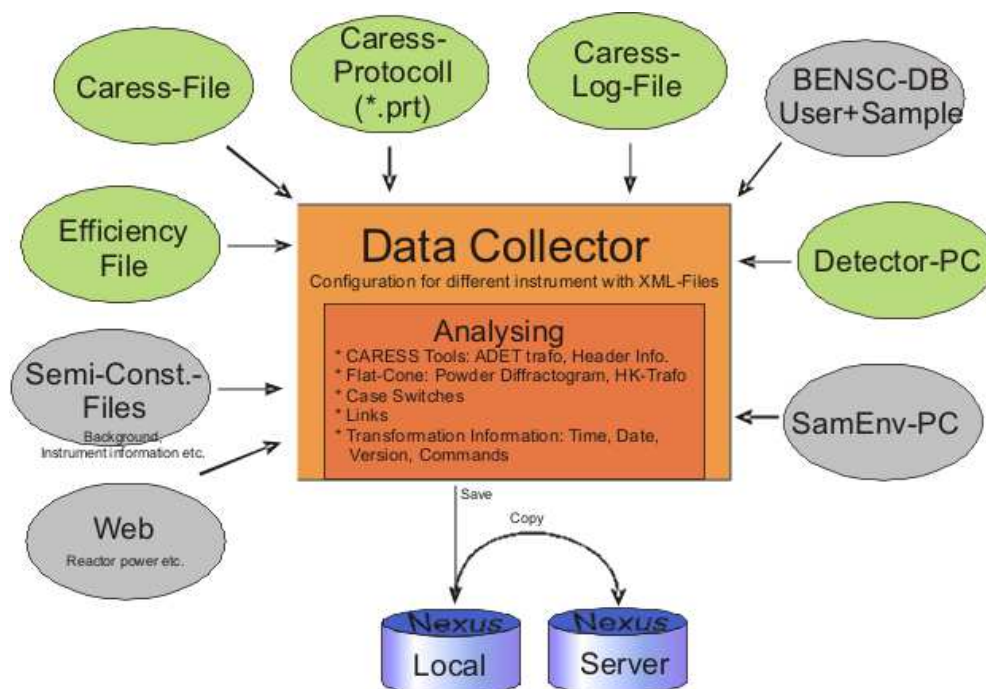 Caress-File
Caress-
Protocoll
(*.prt)
Caress-
Log-File
BENSC-DB
User+Sample
Efficiency
File
Detector-PC
Semi-Const.-
Files
Background,
Instrument information etc.
SamEnv-PC
Web
Reactor power etc.
Data Collector
Configuration for different instrument with XML-Files
Analysing
* CARESS Tools: ADET trafo, Header Info.
* Flat-Cone: Powder Diffractogram, HK-Trafo
* Case Switches
* Links
* Transformation Information: Time, Date,
Version, Commands
Save
Copy
Nexus
Local
Nexus
Server